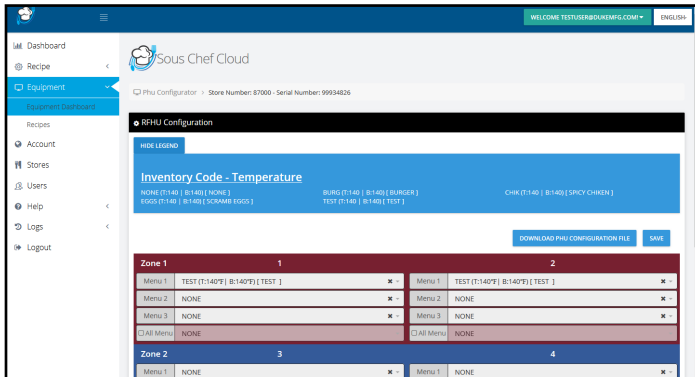 WELCOME TESTUSER@DUKEMFG.COM!
ENGLISH
Dashboard
Recipe
Equipment
Equipment Dashboard
Recipes
Account
Stores
Users
Help
Logs
Logout
Sous Chef Cloud
Phu Configurator > Store Number: 87000 - Serial Number: 99934826
RFHU Configuration
HIDE LEGEND
Inventory Code - Temperature
NONE (T:140 | B:140) [ NONE ] BURG (T:140 | B:140) [ BURGER ] CHIK (T:140 | B:140) [ SPICY CHIKEN ]
EGGS (T:140 | B:140) [ SCRAMB EGGS ] TEST (T:140 | B:140) [ TEST ]
DOWNLOAD PHU CONFIGURATION FILE SAVE
Zone 1 1 2
Menu 1 TEST (T:140°F| B:140°F) [ TEST ] Menu 1 TEST (T:140°F| B:140°F) [ TEST ]
Menu 2 NONE Menu 2 NONE
Menu 3 NONE Menu 3 NONE
All Menu NONE All Menu NONE
Zone 2 3 4
Menu 1 NONE Menu 1 NONE